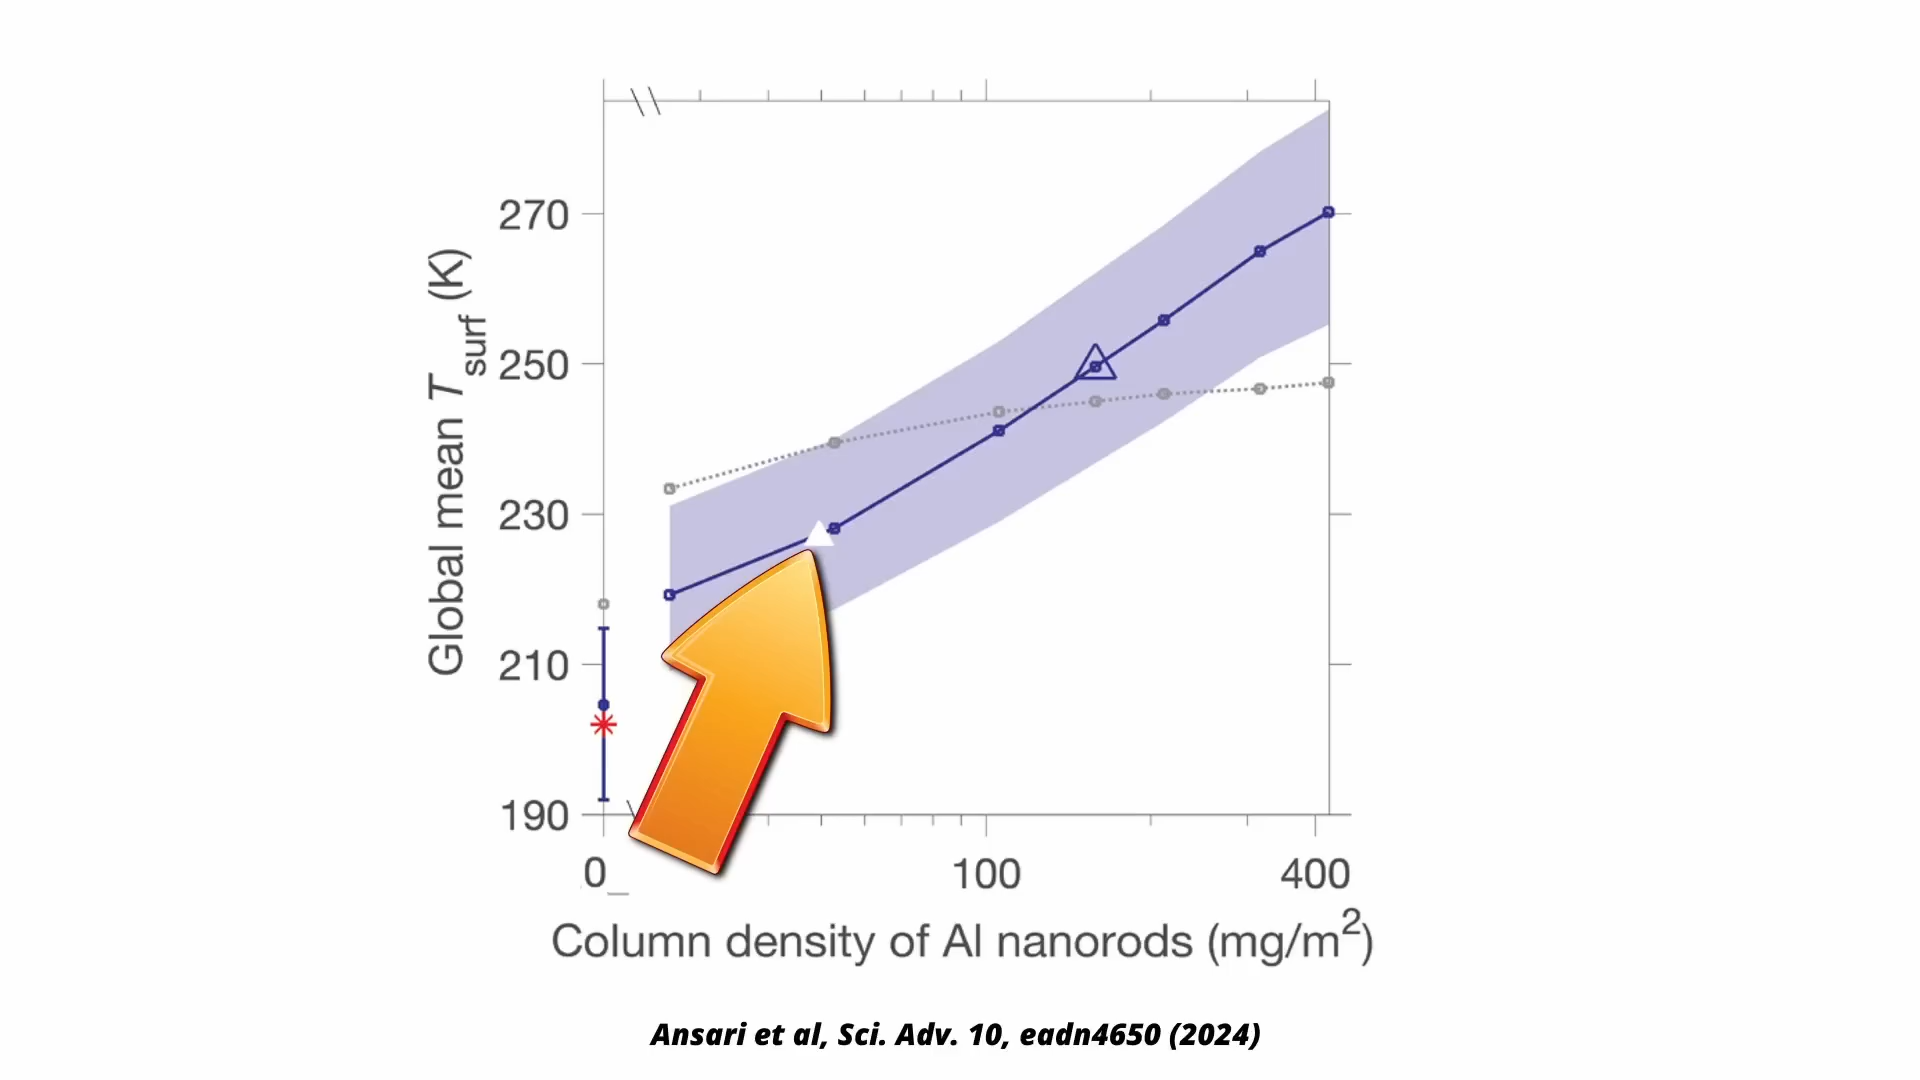 270
250
230
210
190
Global mean Tsurf (K)
0 100 400
Column density of Al nanorods (mg/m2)
Ansari et al, Sci. Adv. 10, eadn4650 (2024)